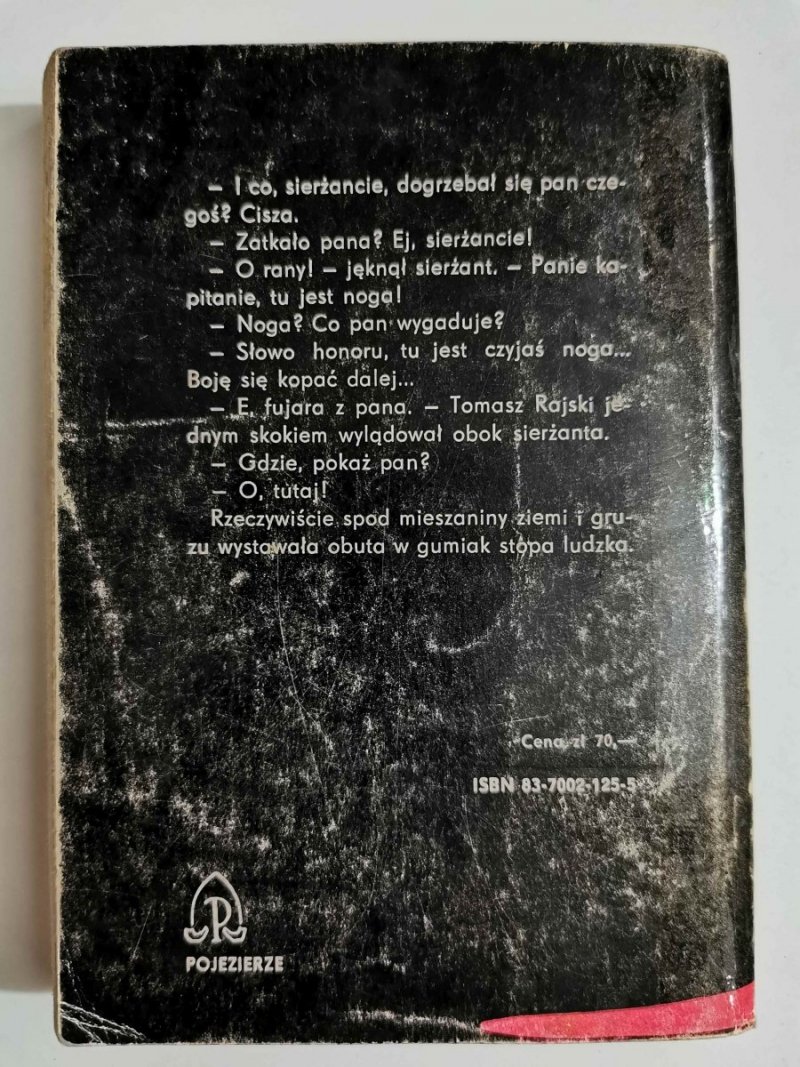 – I co, sierżancie, dogrzebał się pan cze-
goś? Cisza.
– Zatkało pana? Ej, sierżancie!
– O rany! – jęknął sierżant. – Panie ka-
pitanie, tu jest noga!
– Noga? Co pan wygaduje?
– Słowo honoru, tu jest czyjaś noga...
Boję się kopać dalej...
– E, fujara z pana. – Tomasz Rajski je-
dnym skokiem wylądował obok sierżanta.
– Gdzie, pokaż pan?
– O, tutaj!
Rzeczywiście spod mieszaniny ziemi i gru-
zu wystawała obuta w gumiak stopa ludzka.
Cena zł 70,—
ISBN 83-7002-125-5
P
POJEZIERZE